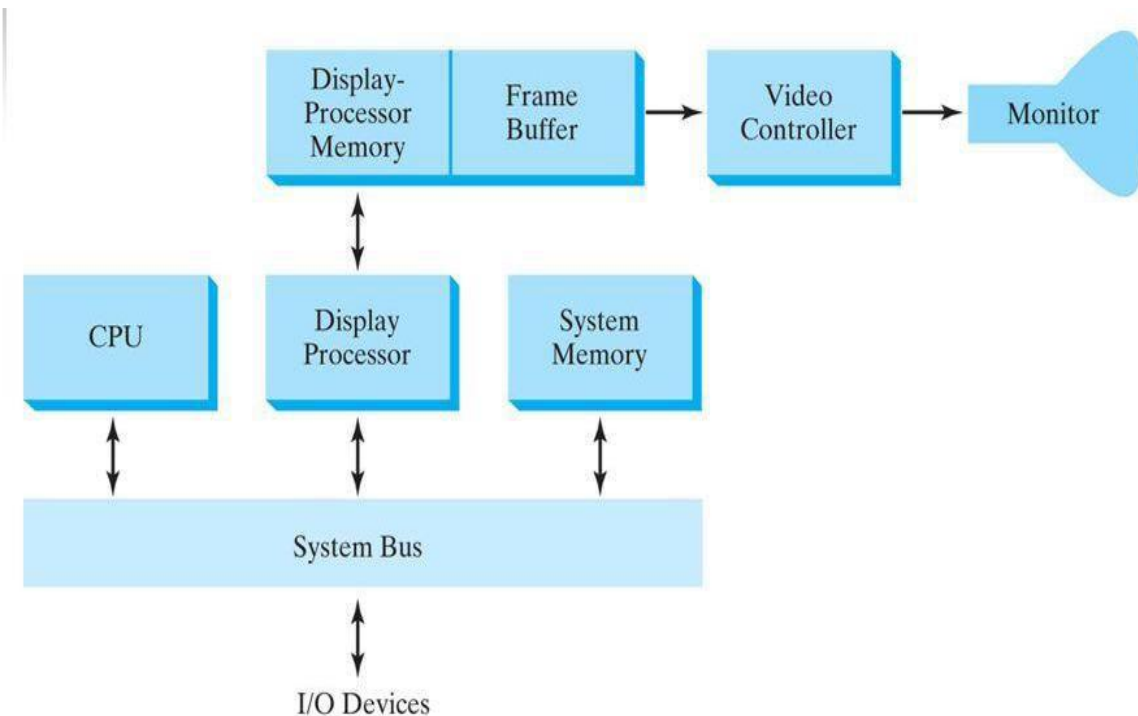 Display-
Processor
Memory
Frame
Buffer
Video
Controller
Monitor
CPU
Display
Processor
System
Memory
System Bus
I/O Devices